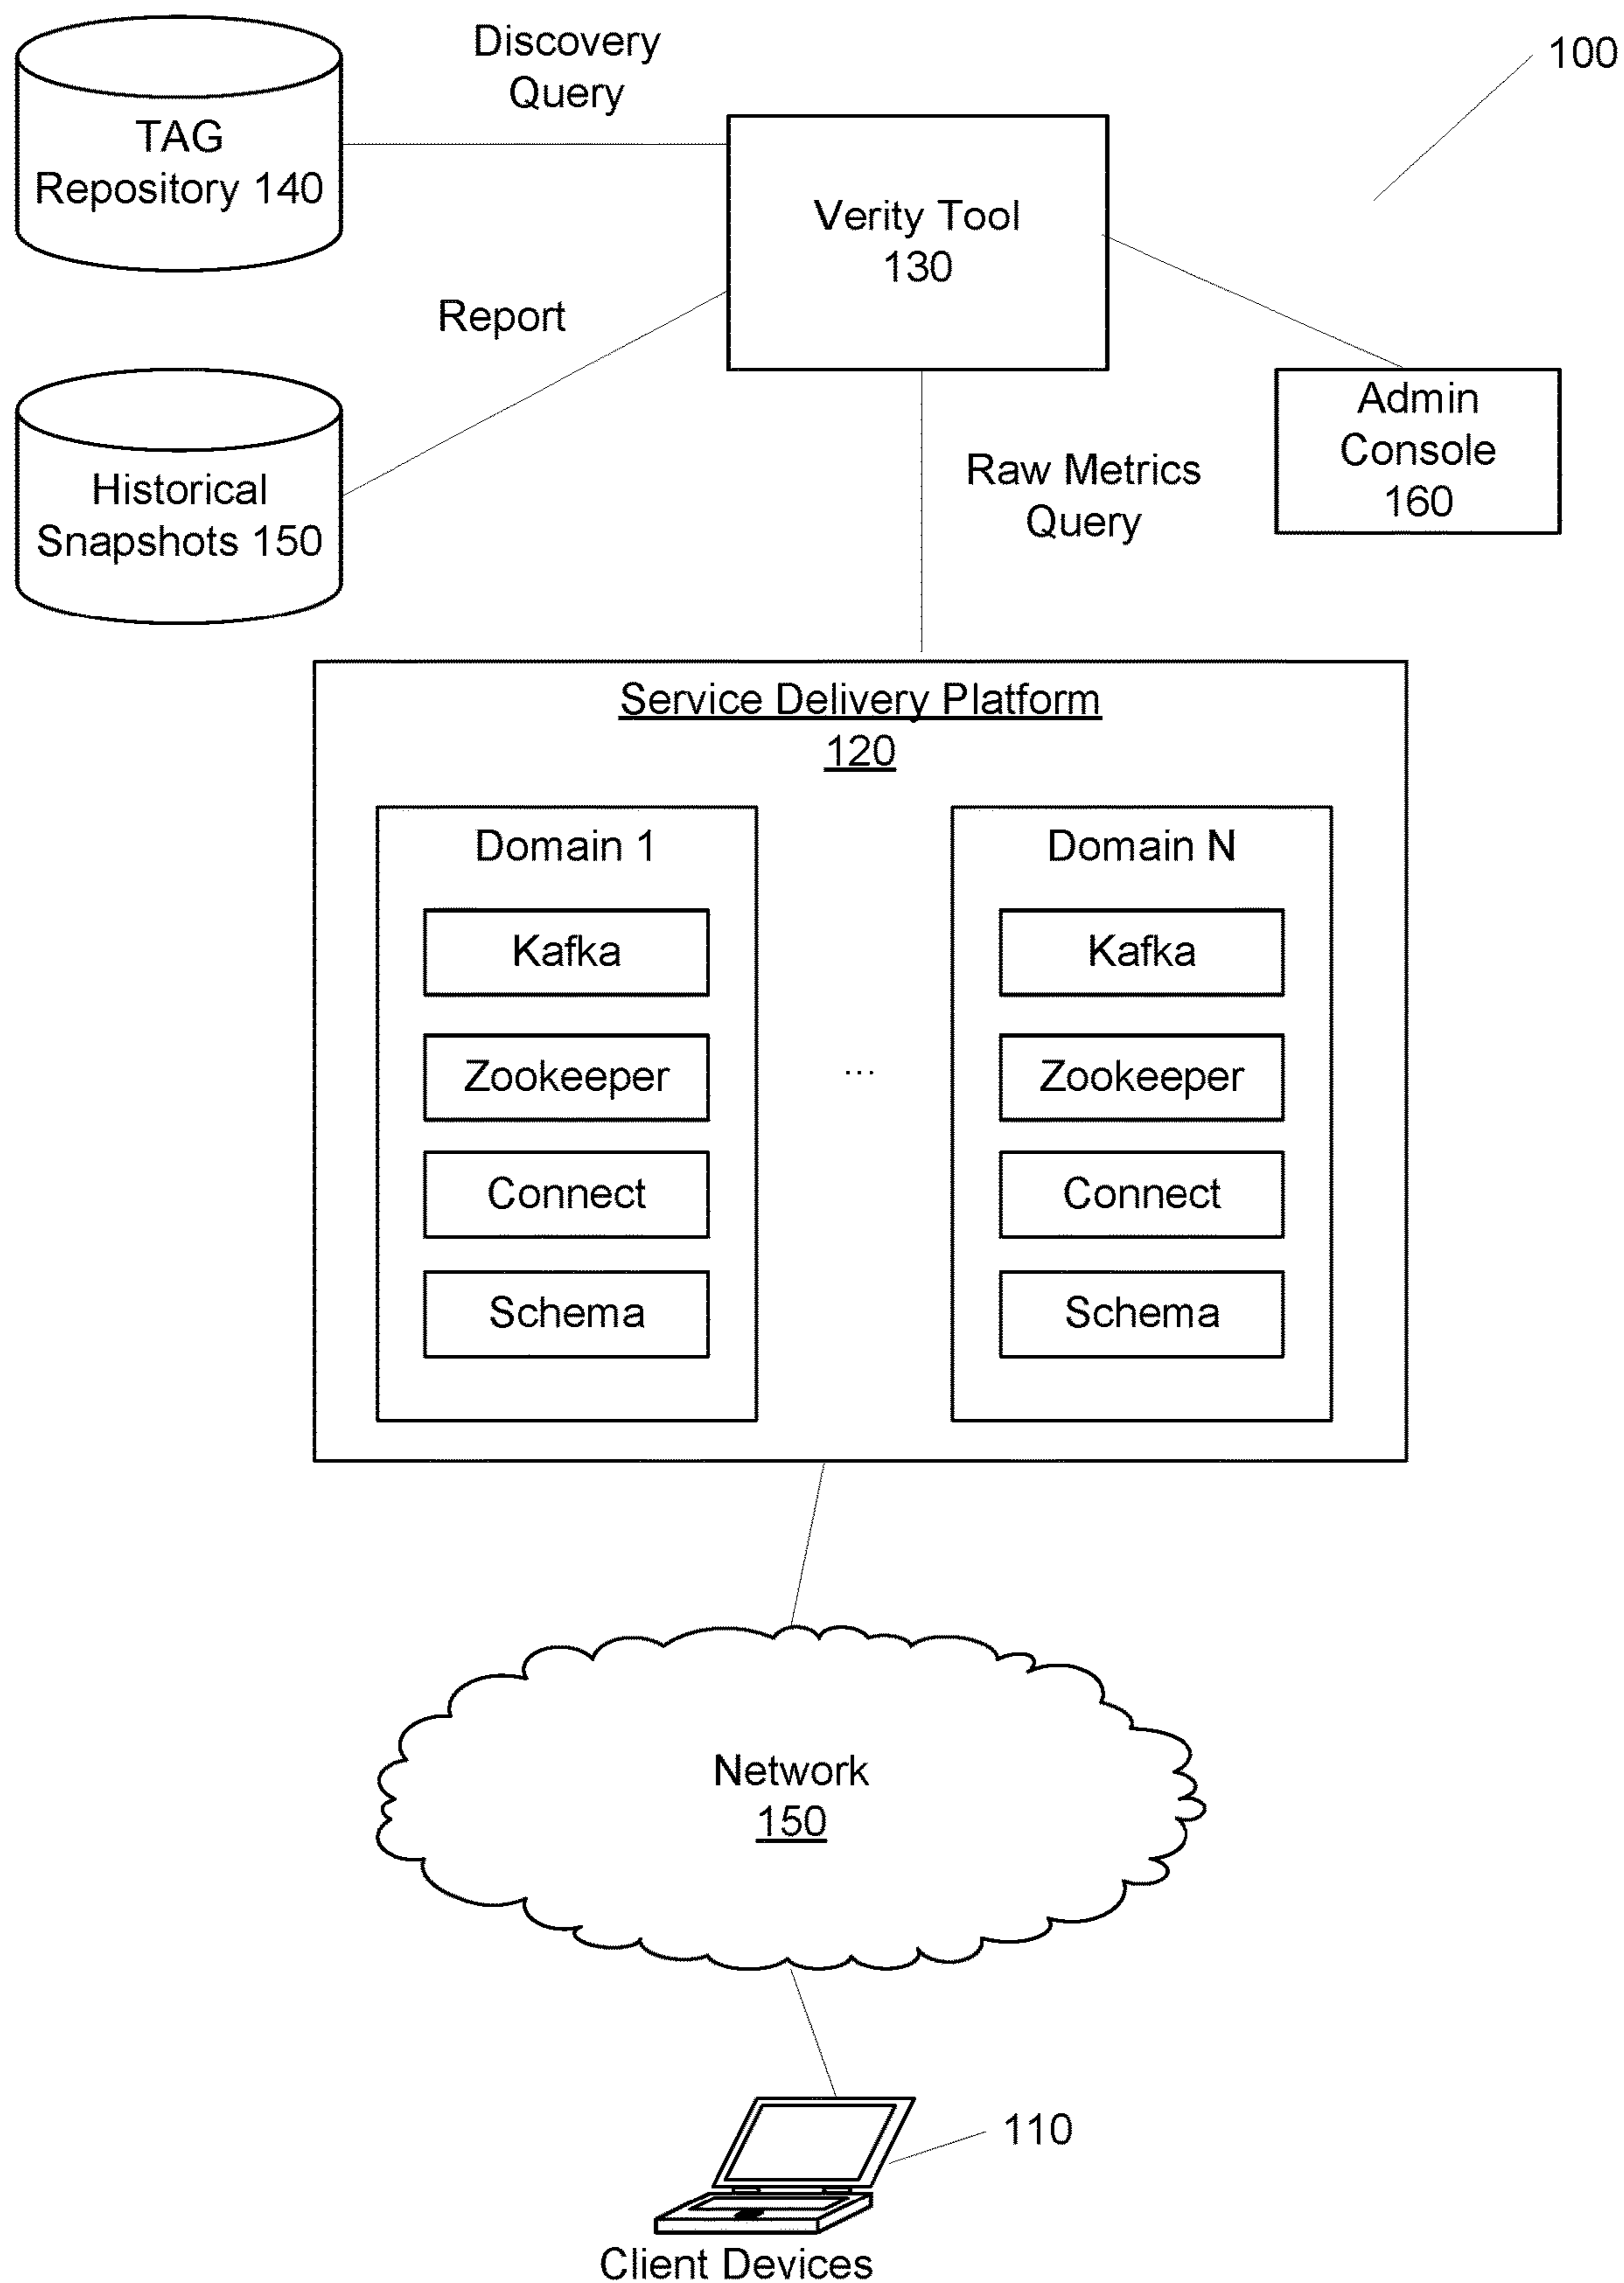 Discovery
Query
100
TAG
Repository 140
Verity Tool
130
Report
Admin
Console
160
Historical
Snapshots 150
Raw Metrics
Query
Service Delivery Platform
120
Domain 1
Kafka
Zookeeper
Connect
Schema
...
Domain N
Kafka
Zookeeper
Connect
Schema
Network
150
110
Client Devices